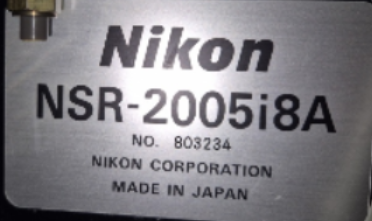 Nikon
NSR-2005i8A
NO. 803234
NIKON CORPORATION
MADE IN JAPAN